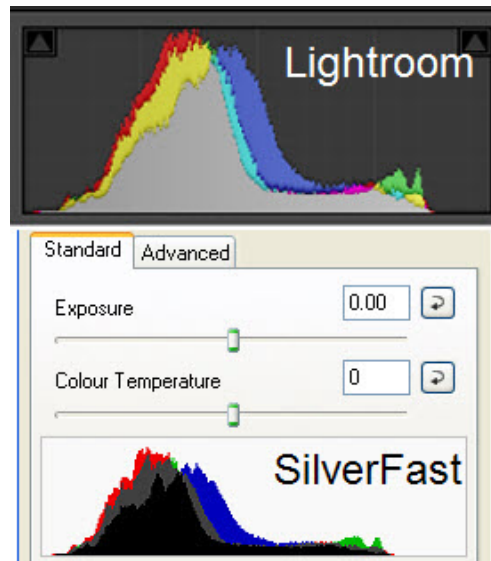 Lightroom
Standard Advanced
Exposure 0.00
Colour Temperature 0
SilverFast